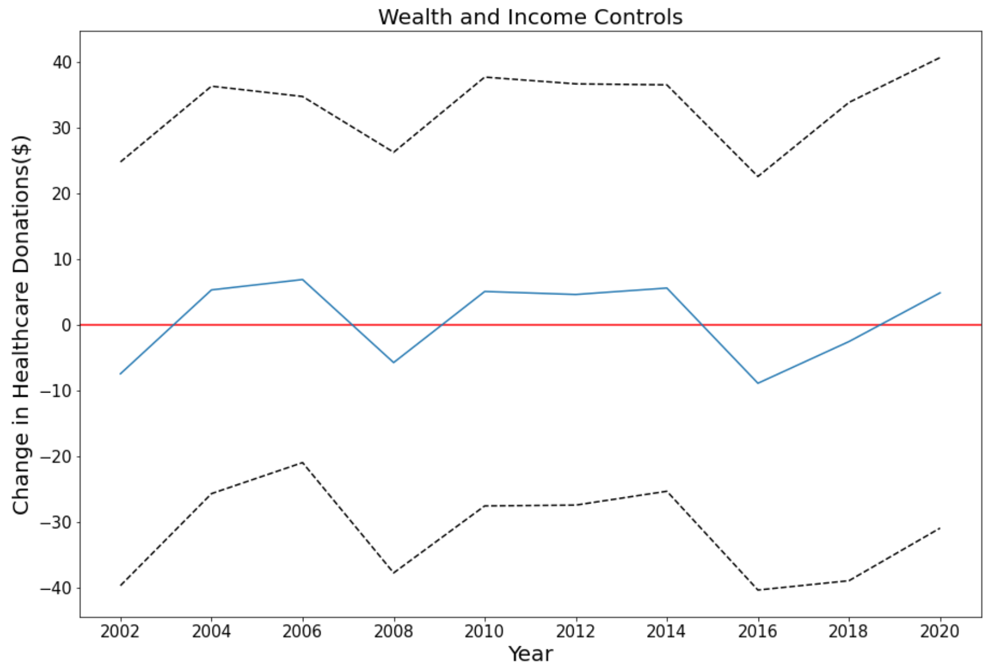 Wealth and Income Controls
Change in Healthcare Donations($)
40
30
20
10
0
−10
−20
−30
−40
2002 2004 2006 2008 2010 2012 2014 2016 2018 2020
Year